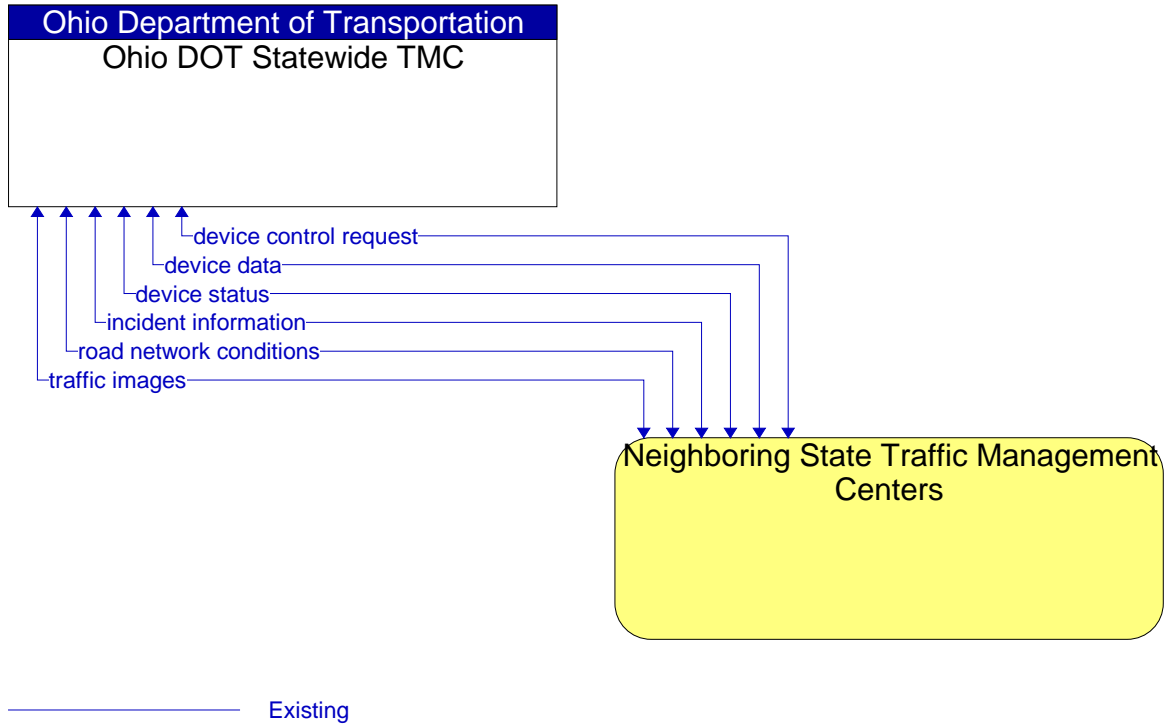 Ohio Department of Transportation
Ohio DOT Statewide TMC
device control request
device data
device status
incident information
road network conditions
traffic images
Neighboring State Traffic Management
Centers
Existing